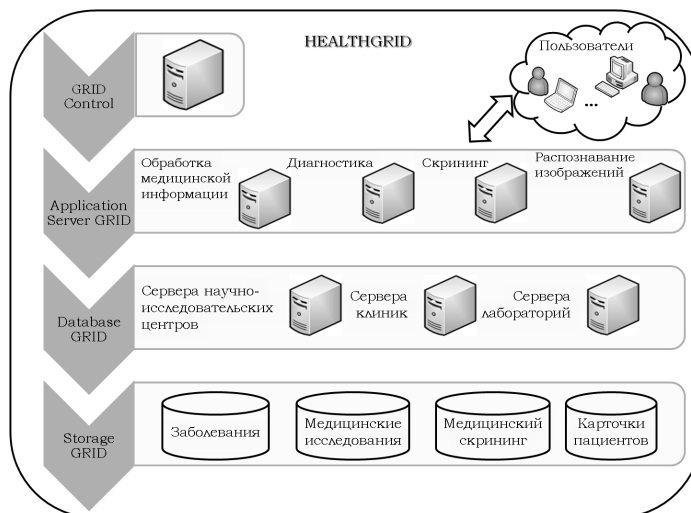 HEALTHGRID
Пользователи
...
GRID
Control
Обработка
медицинской
информации
Диагностика
Скрининг
Распознавание
изображений
Application
Server GRID
Сервера научно-
исследовательских
центров
Сервера
клиник
Сервера
лабораторий
Database
GRID
Заболевания
Медицинские
исследования
Медицинский
скрининг
Карточки
пациентов
Storage
GRID